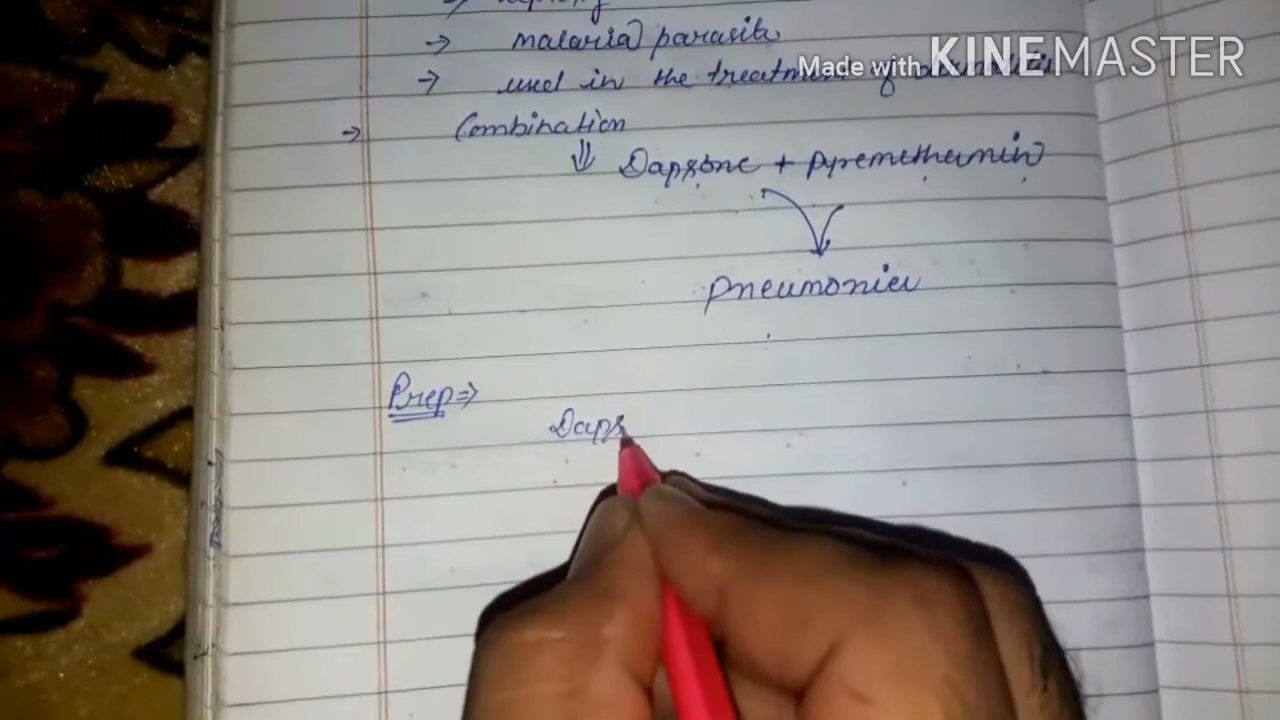 → malaria parasite
Made with KINEMASTER
→ used in the treatment of
→ Combination
⇓ Dapsone + Pyremethamin
Pneumonia
Prep ⇒
Daps